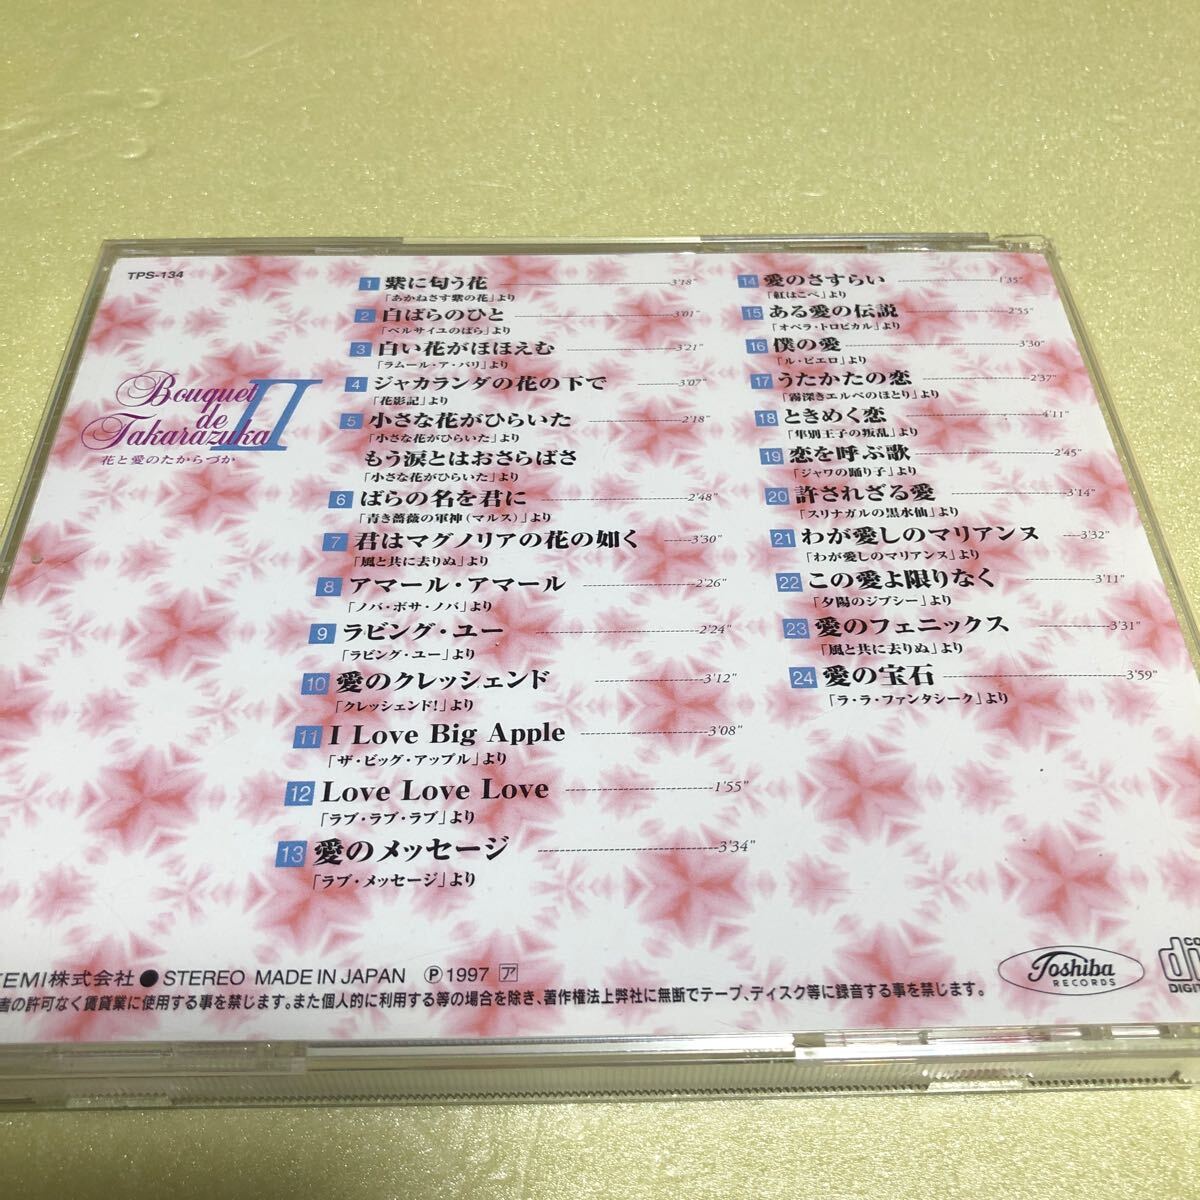 TPS-134
Bouquet
de
Takarazuka
II
花と愛のたからづか
1 紫に匂う花 3'18"
「あかねさす紫の花」より
2 白ばらのひと 3'01"
「ベルサイユのばら」より
3 白い花がほほえむ 3'21"
「ラムール・ア・パリ」より
4 ジャカランダの花の下で 3'07"
「花影記」より
5 小さな花がひらいた 2'18"
「小さな花がひらいた」より
もう涙とはおさらばさ
「小さな花がひらいた」より
6 ばらの名を君に 2'48"
「青き薔薇の軍神（マルス）」より
7 君はマグノリアの花の如く 3'30"
「風と共に去りぬ」より
8 アマール・アマール 2'26"
「ノバ・ボサ・ノバ」より
9 ラビング・ユー 2'24"
「ラビング・ユー」より
10 愛のクレッシェンド 3'12"
「クレッシェンド!」より
11 I Love Big Apple 3'08"
「ザ・ビッグ・アップル」より
12 Love Love Love 1'55"
「ラブ・ラブ・ラブ」より
13 愛のメッセージ 3'34"
「ラブ・メッセージ」より
14 愛のさすらい 1'35"
「紅はこべ」より
15 ある愛の伝説 2'55"
「オペラ・トロピカル」より
16 僕の愛 3'30"
「ル・ピエロ」より
17 うたかたの恋 2'37"
「霧深きエルベのほとり」より
18 ときめく恋 4'11"
「隼別王子の叛乱」より
19 恋を呼ぶ歌 2'45"
「ジャワの踊り子」より
20 許されざる愛 3'14"
「スリナガルの黒水仙」より
21 わが愛しのマリアンヌ 3'32"
「わが愛しのマリアンヌ」より
22 この愛よ限りなく 3'11"
「夕陽のジプシー」より
23 愛のフェニックス 3'31"
「風と共に去りぬ」より
24 愛の宝石 3'59"
「ラ・ラ・ファンタシーク」より
EMI株式会社 ● STEREO MADE IN JAPAN Ⓟ 1997 ア
者の許可なく賃貸業に使用する事を禁じます。また個人的に利用する等の場合を除き、著作権法上弊社に無断でテープ、ディスク等に録音する事を禁じます。
Toshiba
RECORDS